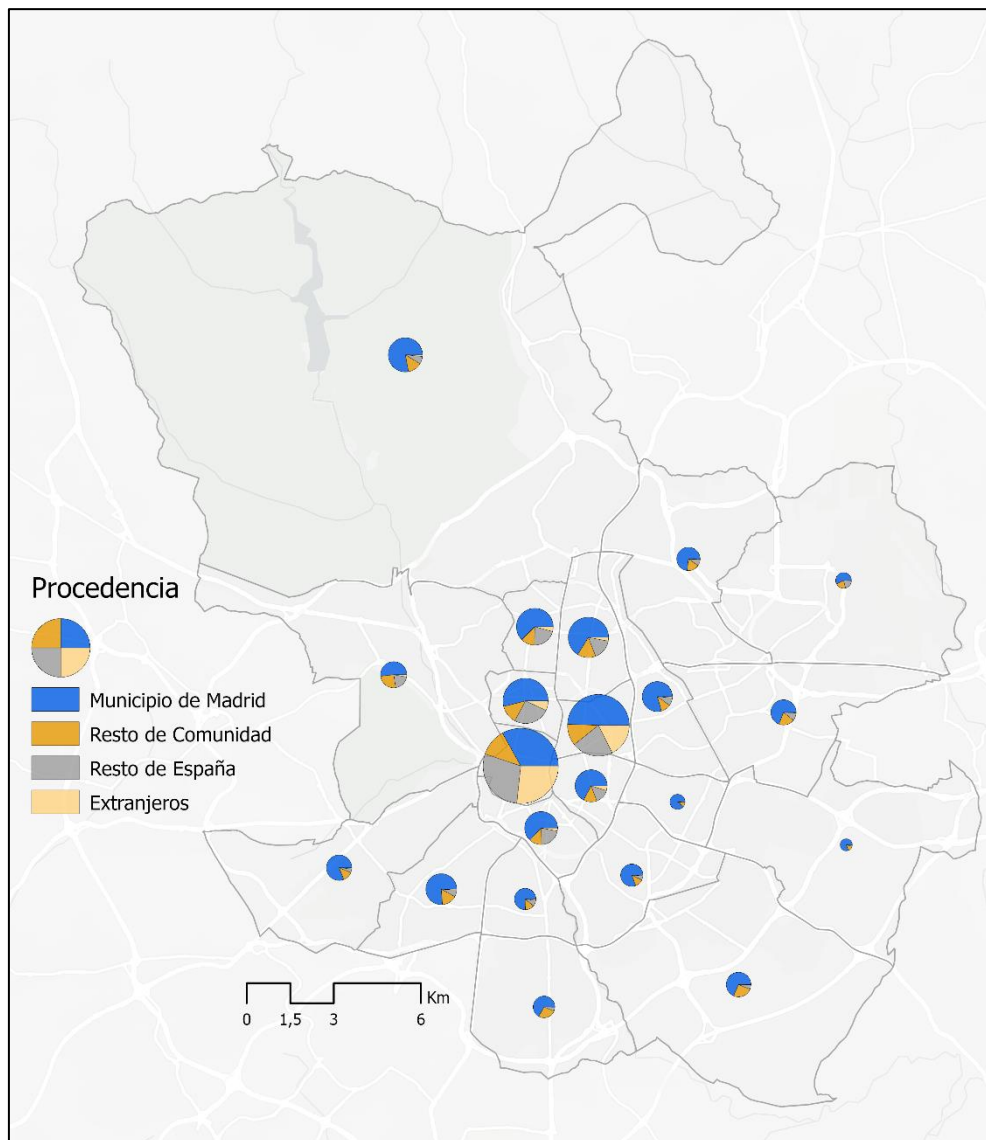 Procedencia
Municipio de Madrid
Resto de Comunidad
Resto de España
Extranjeros
Km
0 1,5 3 6